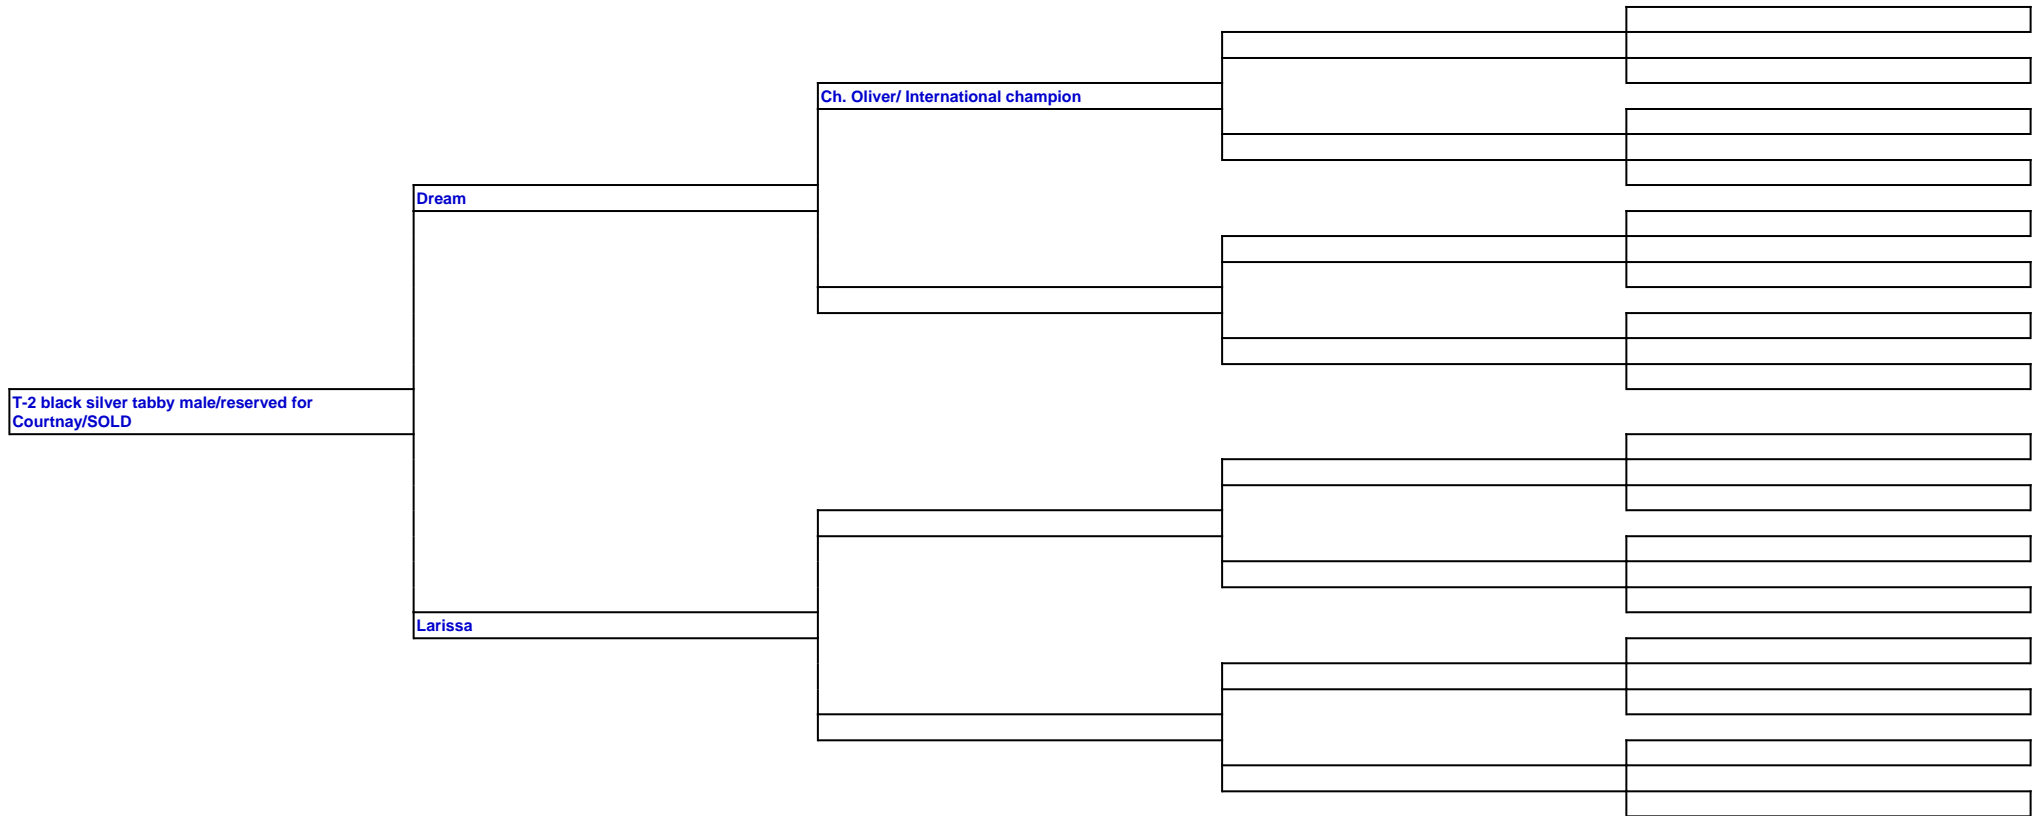 Ch. Oliver/ International champion
Dream
T-2 black silver tabby male/reserved for
Courtnay/SOLD
Larissa